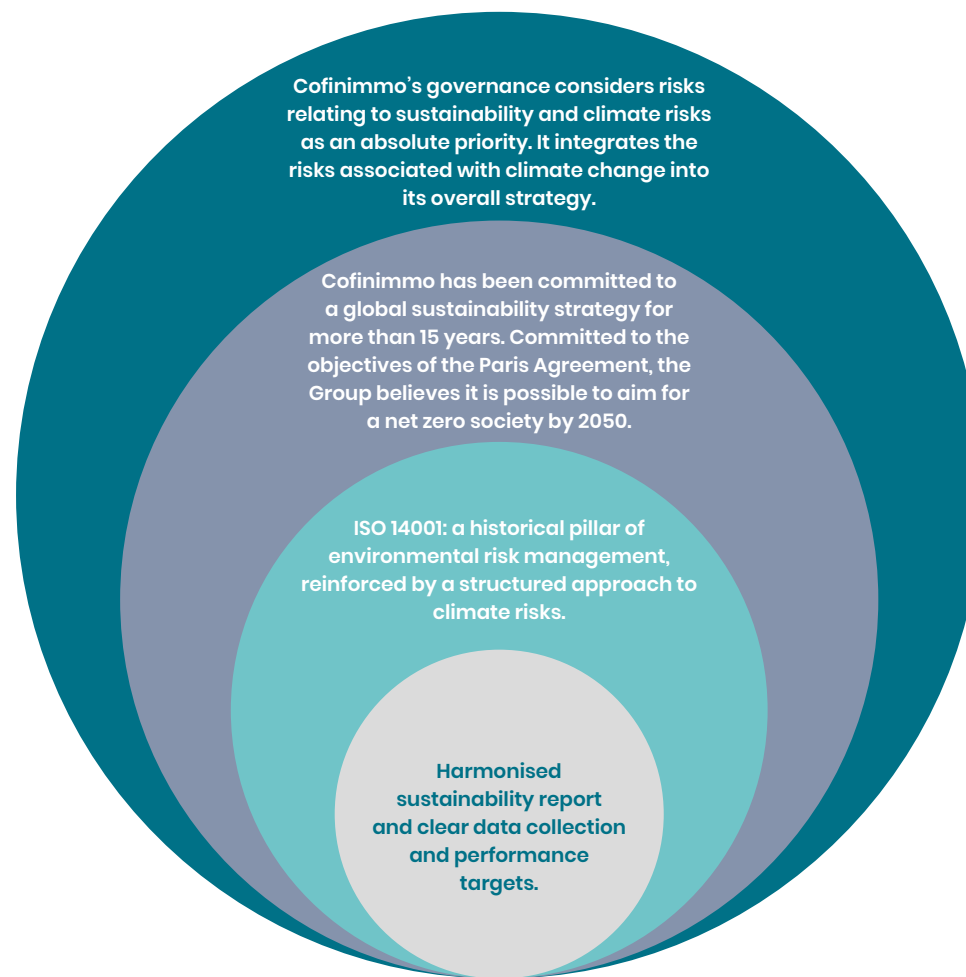 Cofinimmo’s governance considers risks
relating to sustainability and climate risks
as an absolute priority. It integrates the
risks associated with climate change into
its overall strategy.
Cofinimmo has been committed to
a global sustainability strategy for
more than 15 years. Committed to the
objectives of the Paris Agreement, the
Group believes it is possible to aim for
a net zero society by 2050.
ISO 14001: a historical pillar of
environmental risk management,
reinforced by a structured approach to
climate risks.
Harmonised
sustainability report
and clear data collection
and performance
targets.